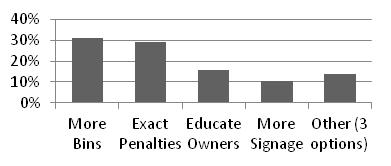 40%
30%
20%
10%
0%
More Exact Educate More Other (3
Bins Penalties Owners Signage options)